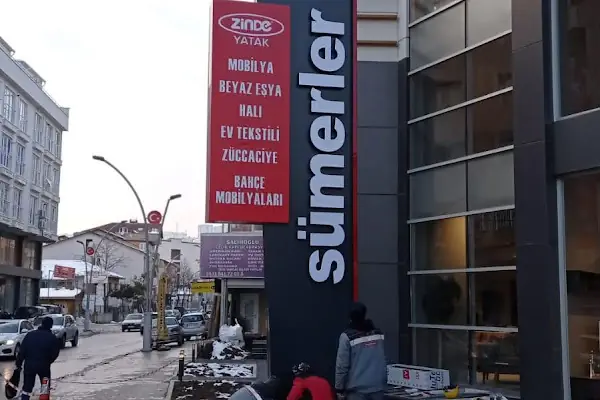 zinde
YATAK
MOBİLYA
BEYAZ EŞYA
HALI
EV TEKSTİLİ
ZÜCCACİYE
BAHÇE
MOBİLYALARI
sümerler